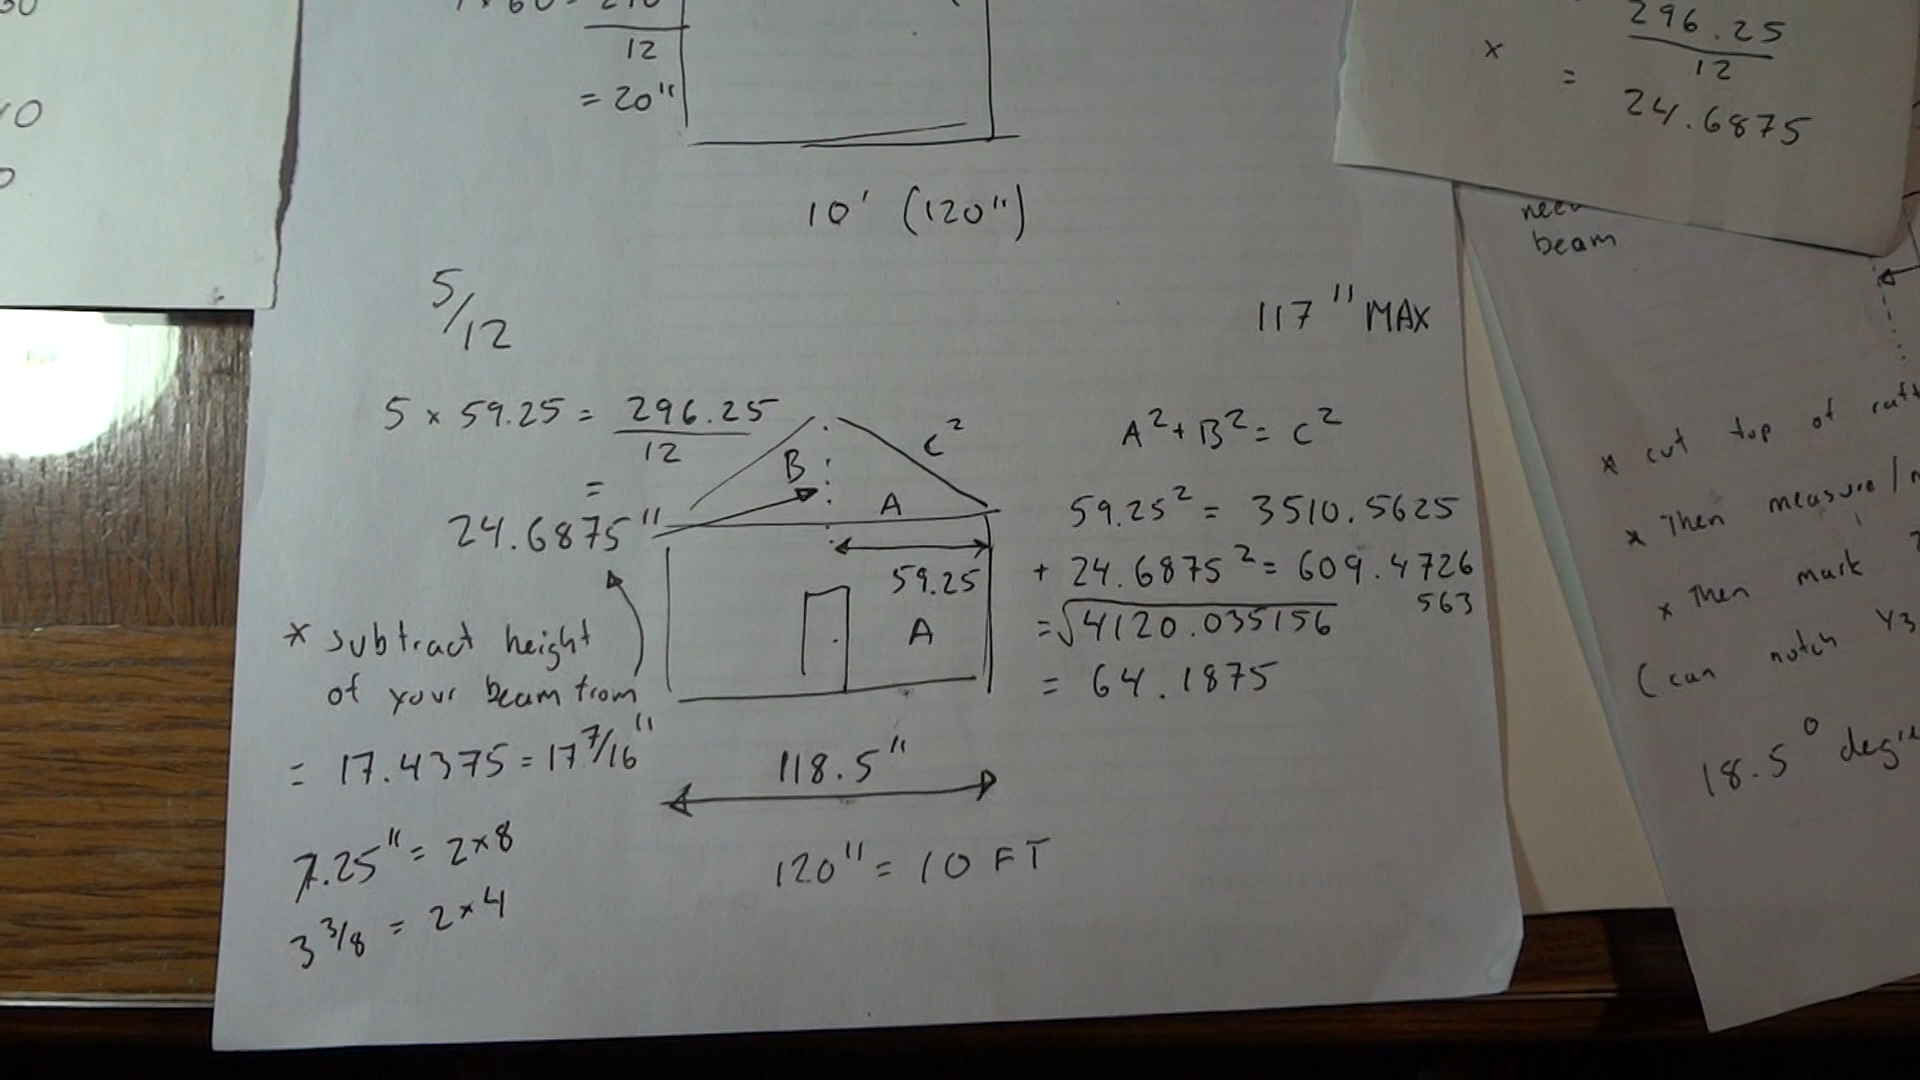 12
= 20"
10' (120")
5/12
117" MAX
5 × 59.25 = 296.25
12
=
24.6875"
B
C²
A
59.25
A
A² + B² = C²
59.25² = 3510.5625
+ 24.6875² = 609.4726
563
= √4120.035156
= 64.1875
* subtract height
of your beam from
= 17.4375 = 17 7/16"
118.5"
120" = 10 FT
7.25" = 2×8
3 3/8 = 2×4
296.25
× 12
=
24.6875
beam
* cut top of
* Then measure /
* Then mark
(can notch
18.5°